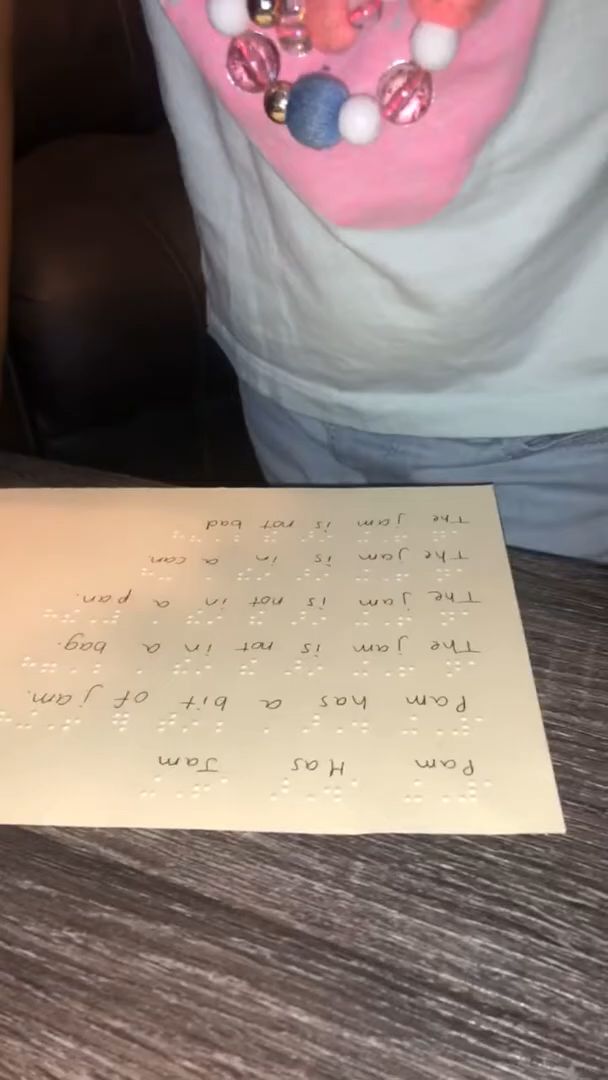 Pam Has Jam
Pam has a bit of jam.
The jam is not in a bag.
The jam is not in a pan.
The jam is in a can.
The jam is not bad